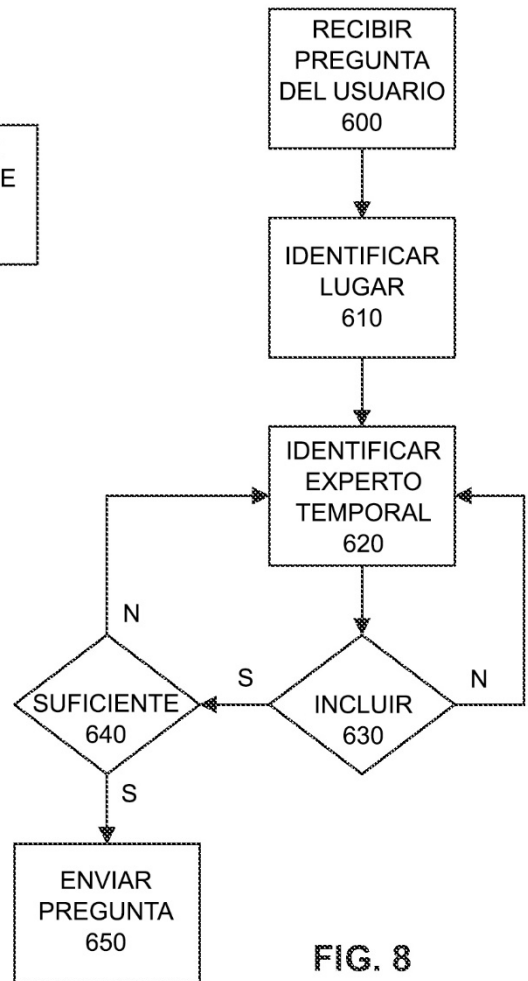 RECIBIR
PREGUNTA
DEL USUARIO
600
E
IDENTIFICAR
LUGAR
610
IDENTIFICAR
EXPERTO
TEMPORAL
620
N
S
N
SUFICIENTE
640
INCLUIR
630
S
ENVIAR
PREGUNTA
650
FIG. 8